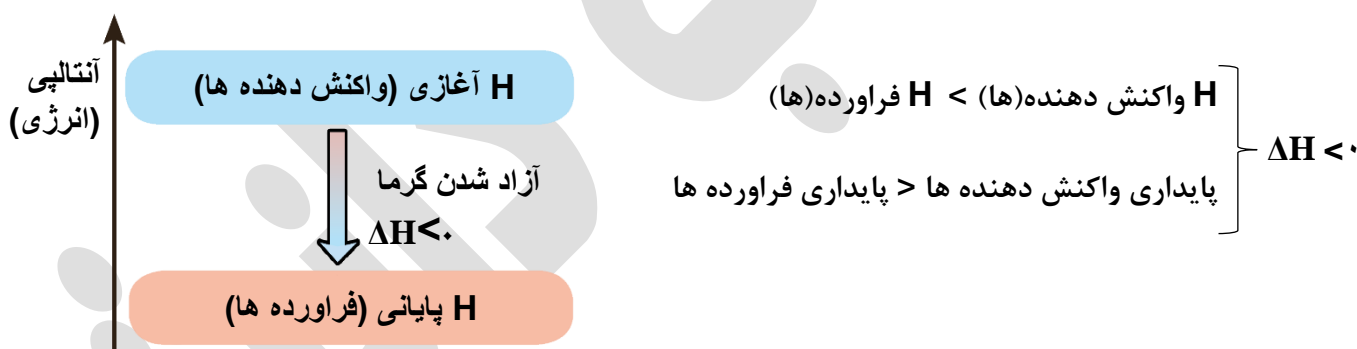 آنتالپی
(انرژی)
H آغازی (واکنش دهنده ها)
آزاد شدن گرما
ΔH<۰
H پایانی (فراورده ها)
H واکنش دهنده(ها) > H فراورده(ها)
پایداری واکنش دهنده ها < پایداری فراورده ها
ΔH <۰